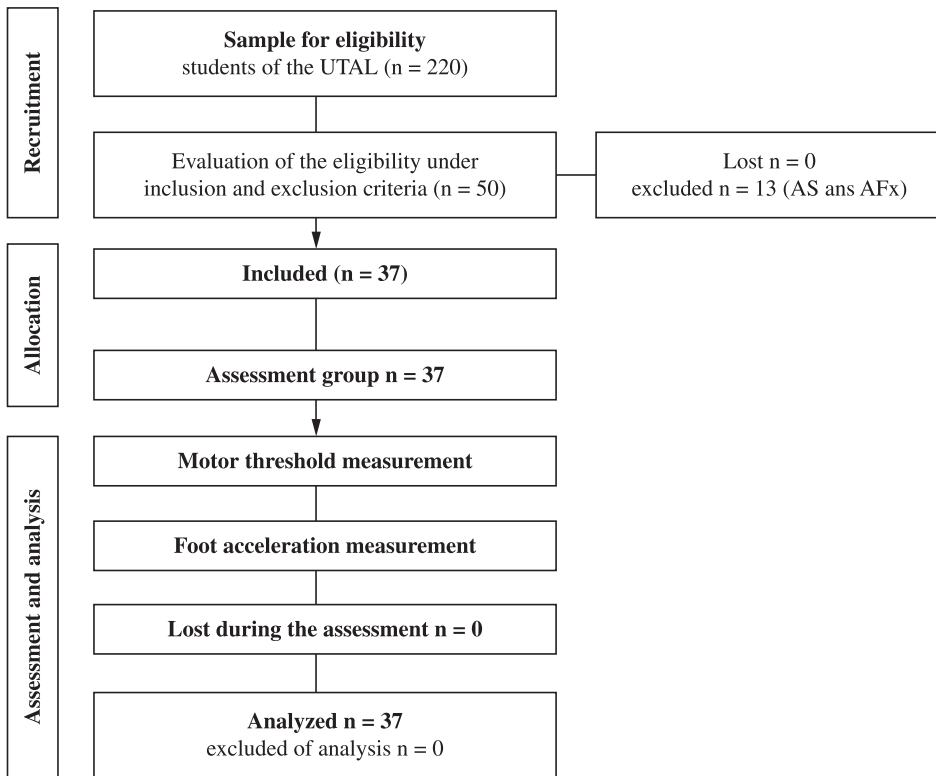 Recruitment
Sample for eligibility
students of the UTAL (n = 220)
Evaluation of the eligibility under
inclusion and exclusion criteria (n = 50)
Lost n = 0
excluded n = 13 (AS ans AFx)
Allocation
Included (n = 37)
Assessment group n = 37
Assessment and analysis
Motor threshold measurement
Foot acceleration measurement
Lost during the assessment n = 0
Analyzed n = 37
excluded of analysis n = 0